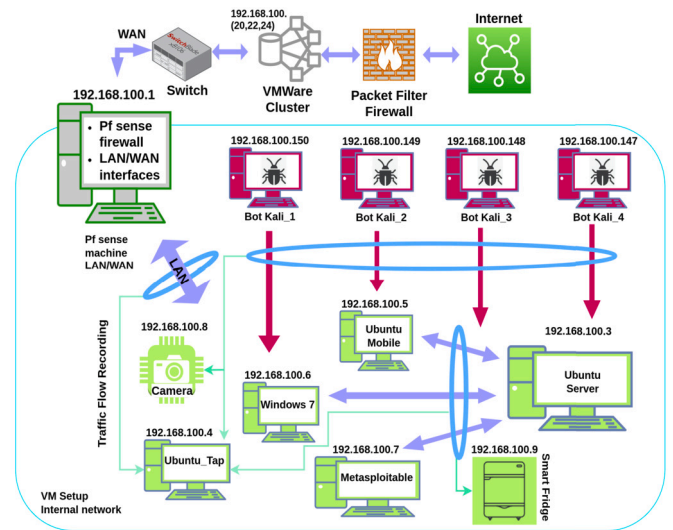 192.168.100.
(20,22,24)
Internet
WAN
SwitchBlade
x8106
Switch
VMWare
Cluster
Packet Filter
Firewall
192.168.100.1
• Pf sense
firewall
• LAN/WAN
interfaces
192.168.100.150
192.168.100.149
192.168.100.148
192.168.100.147
Bot Kali_1
Bot Kali_2
Bot Kali_3
Bot Kali_4
Pf sense
machine
LAN/WAN
LAN
Traffic Flow Recording
192.168.100.8
Camera
192.168.100.5
Ubuntu
Mobile
192.168.100.3
Ubuntu
Server
192.168.100.6
Windows 7
192.168.100.4
Ubuntu_Tap
192.168.100.7
Metasploitable
192.168.100.9
Smart Fridge
VM Setup
Internal network